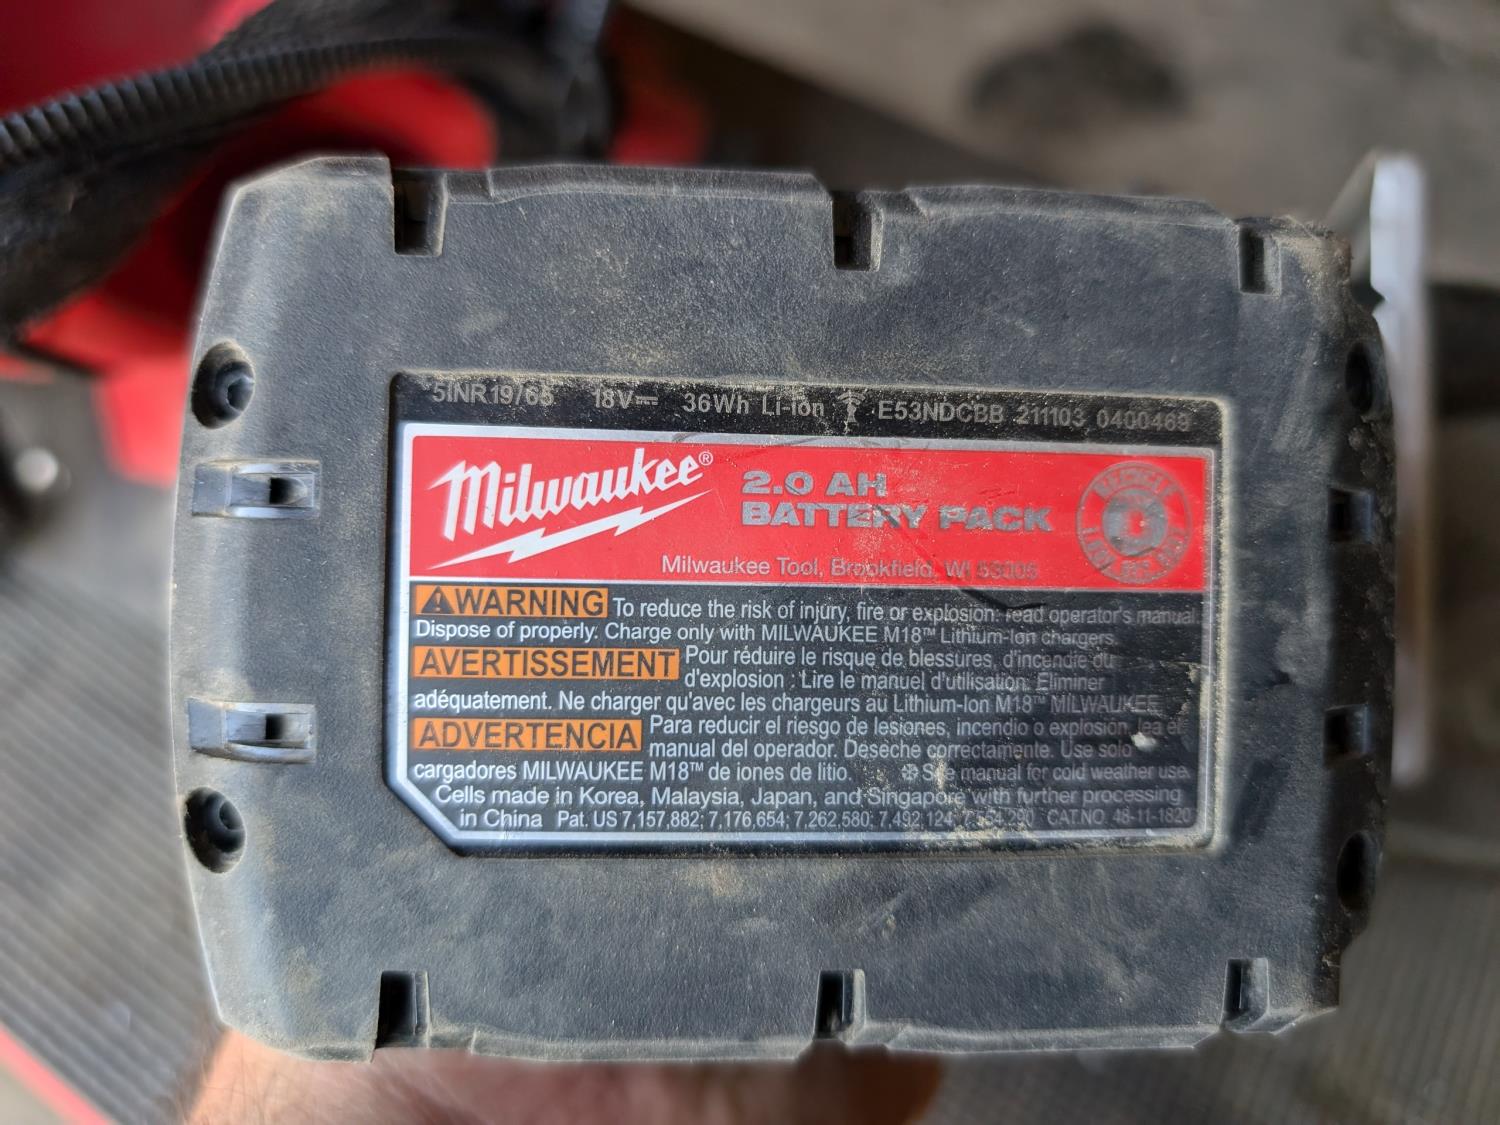 5INR19/65 18V⎓ 36Wh Li-ion E53NDCBB 211103 0400469
Milwaukee®
2.0 AH
BATTERY PACK
RECYCLE
Milwaukee Tool, Brookfield, WI 53005
WARNING To reduce the risk of injury, fire or explosion: read operator's manual.
Dispose of properly. Charge only with MILWAUKEE M18™ Lithium-Ion chargers.
AVERTISSEMENT Pour réduire le risque de blessures, d'incendie ou
d'explosion : Lire le manuel d'utilisation. Éliminer
adéquatement. Ne charger qu'avec les chargeurs au Lithium-Ion M18™ MILWAUKEE.
ADVERTENCIA Para reducir el riesgo de lesiones, incendio o explosión, lea el
manual del operador. Deseche correctamente. Use solo
cargadores MILWAUKEE M18™ de iones de litio. ❄ See manual for cold weather use.
Cells made in Korea, Malaysia, Japan, and Singapore with further processing
in China Pat. US 7,157,882; 7,176,654; 7,262,580; 7,492,124; 7,554,290 CAT.NO. 48-11-1820